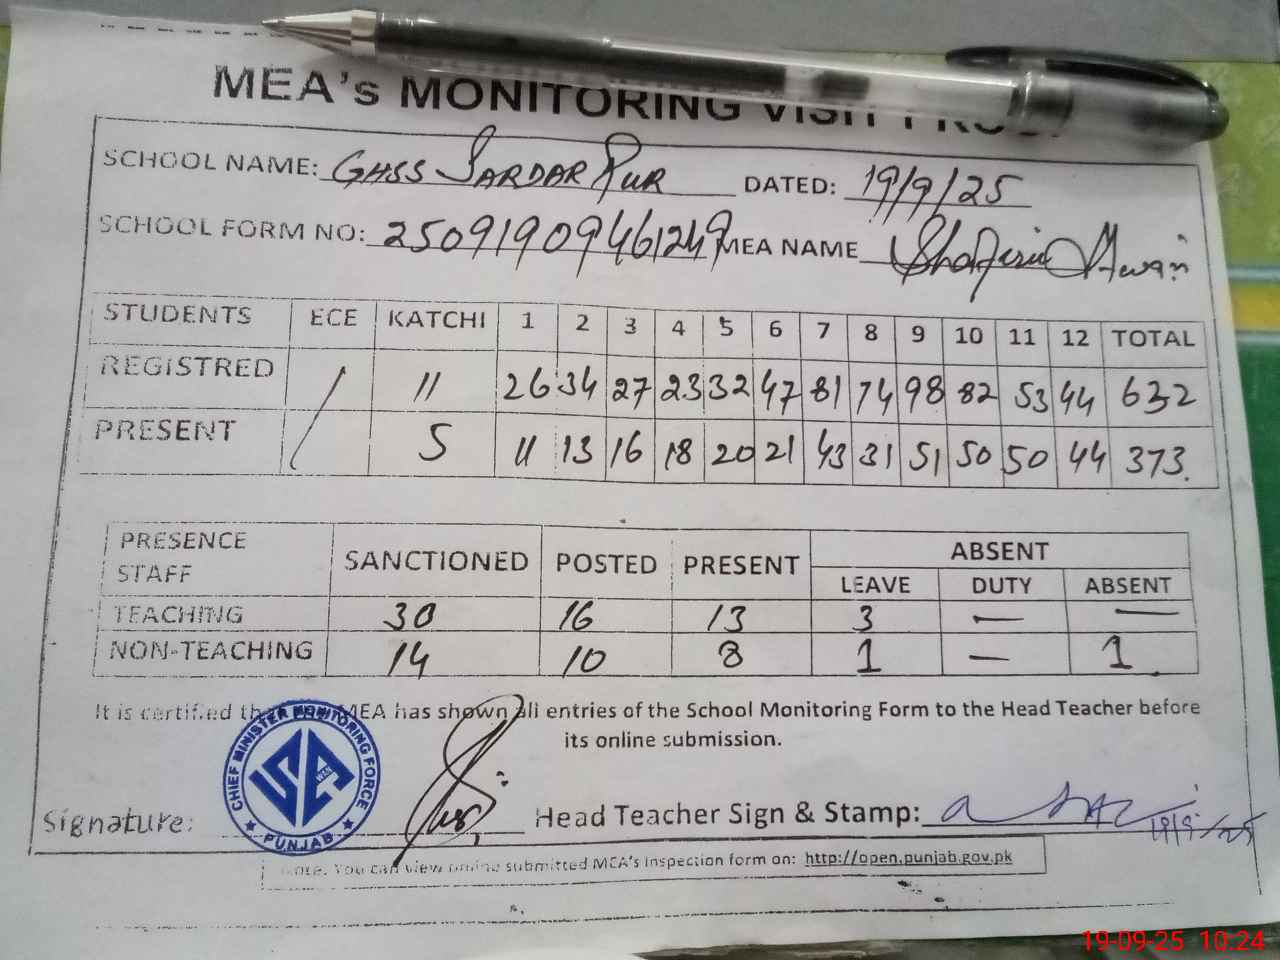 MEA's MONITORING VISIT PROOF
SCHOOL NAME: GHSS SARDAR PUR DATED: 19/9/25
SCHOOL FORM NO: 25091909461249 MEA NAME Awan
STUDENTS ECE KATCHI 1 2 3 4 5 6 7 8 9 10 11 12 TOTAL
REGISTRED / 11 26 34 27 23 32 47 81 74 98 82 53 44 632
PRESENT 5 11 13 16 18 20 21 43 31 51 50 50 44 373.
PRESENCE STAFF SANCTIONED POSTED PRESENT ABSENT
LEAVE DUTY ABSENT
TEACHING 30 16 13 3 — —
NON-TEACHING 14 10 8 1 — 1
It is certified that MEA has shown all entries of the School Monitoring Form to the Head Teacher before
its online submission.
CHIEF MINISTER MONITORING FORCE
PUNJAB
Signature: Head Teacher Sign & Stamp: 19/9/25
Note. You can view online submitted MEA's Inspection form on: http://open.punjab.gov.pk
19-09-25 10:24